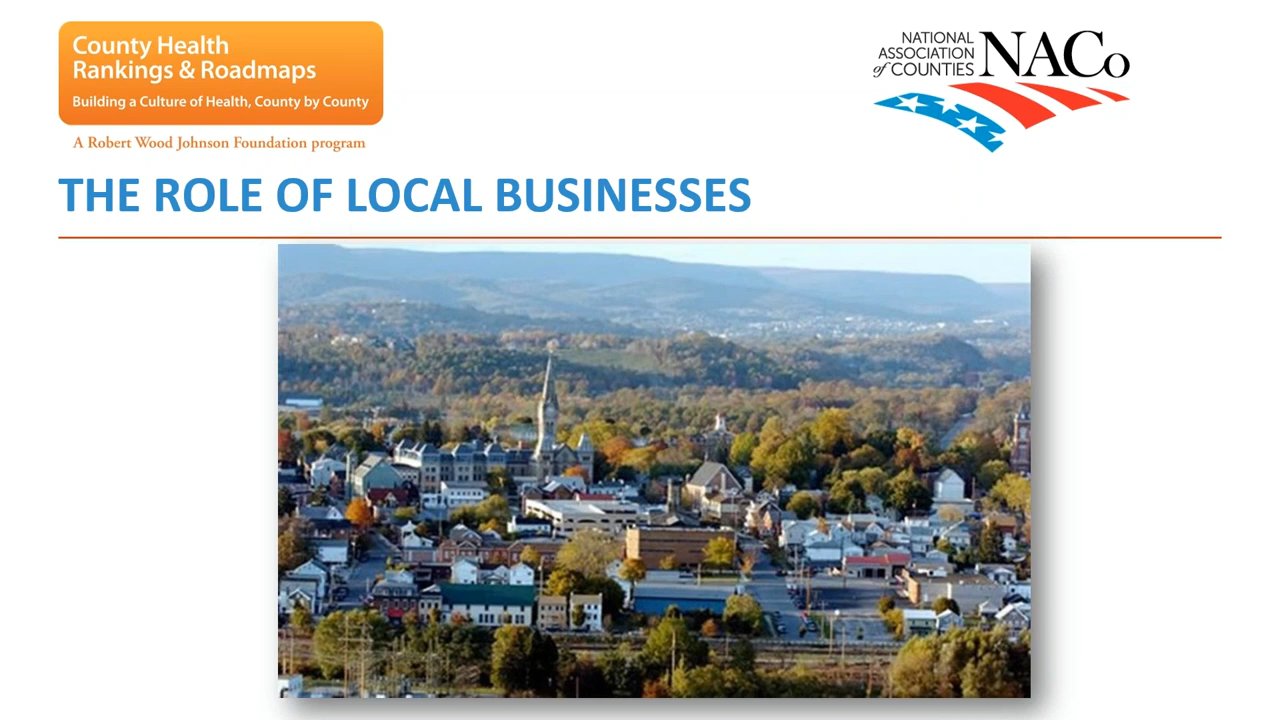 County Health
Rankings & Roadmaps
Building a Culture of Health, County by County
A Robert Wood Johnson Foundation program
NATIONAL
ASSOCIATION
of COUNTIES
NACo
THE ROLE OF LOCAL BUSINESSES